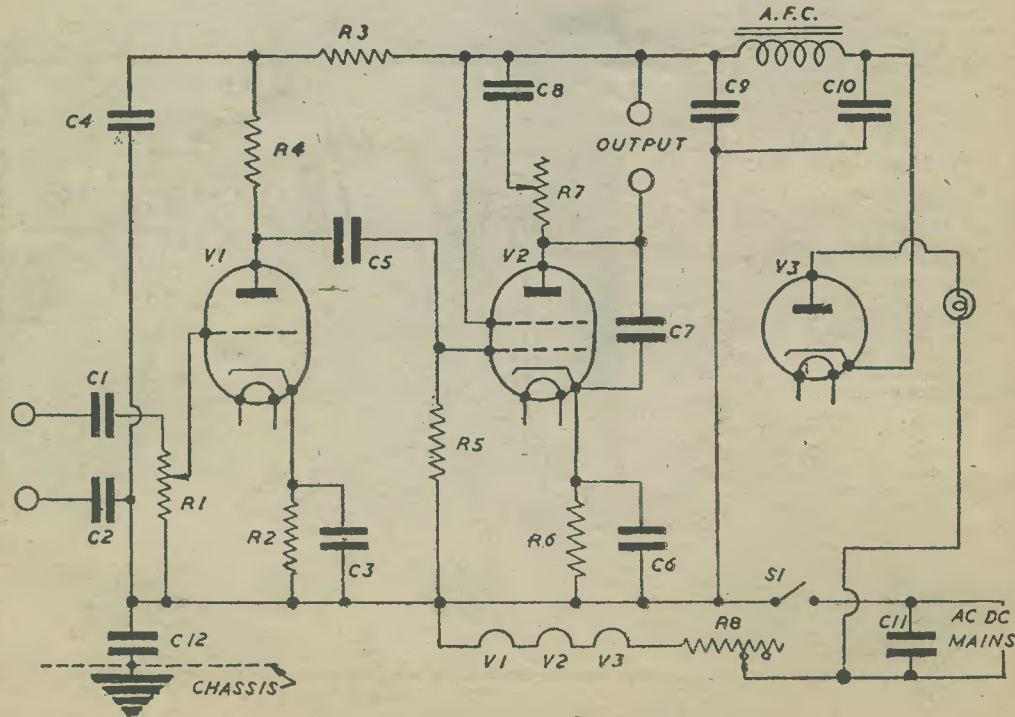 A.F.C.
R3
C8
C9
C10
C4
R4
OUTPUT
R7
V1
C5
V2
V3
C7
C1
R5
R1
C2
R2
C3
R6
C6
S1
C12
C11
AC DC
MAINS
R8
V1 V2 V3
CHASSIS